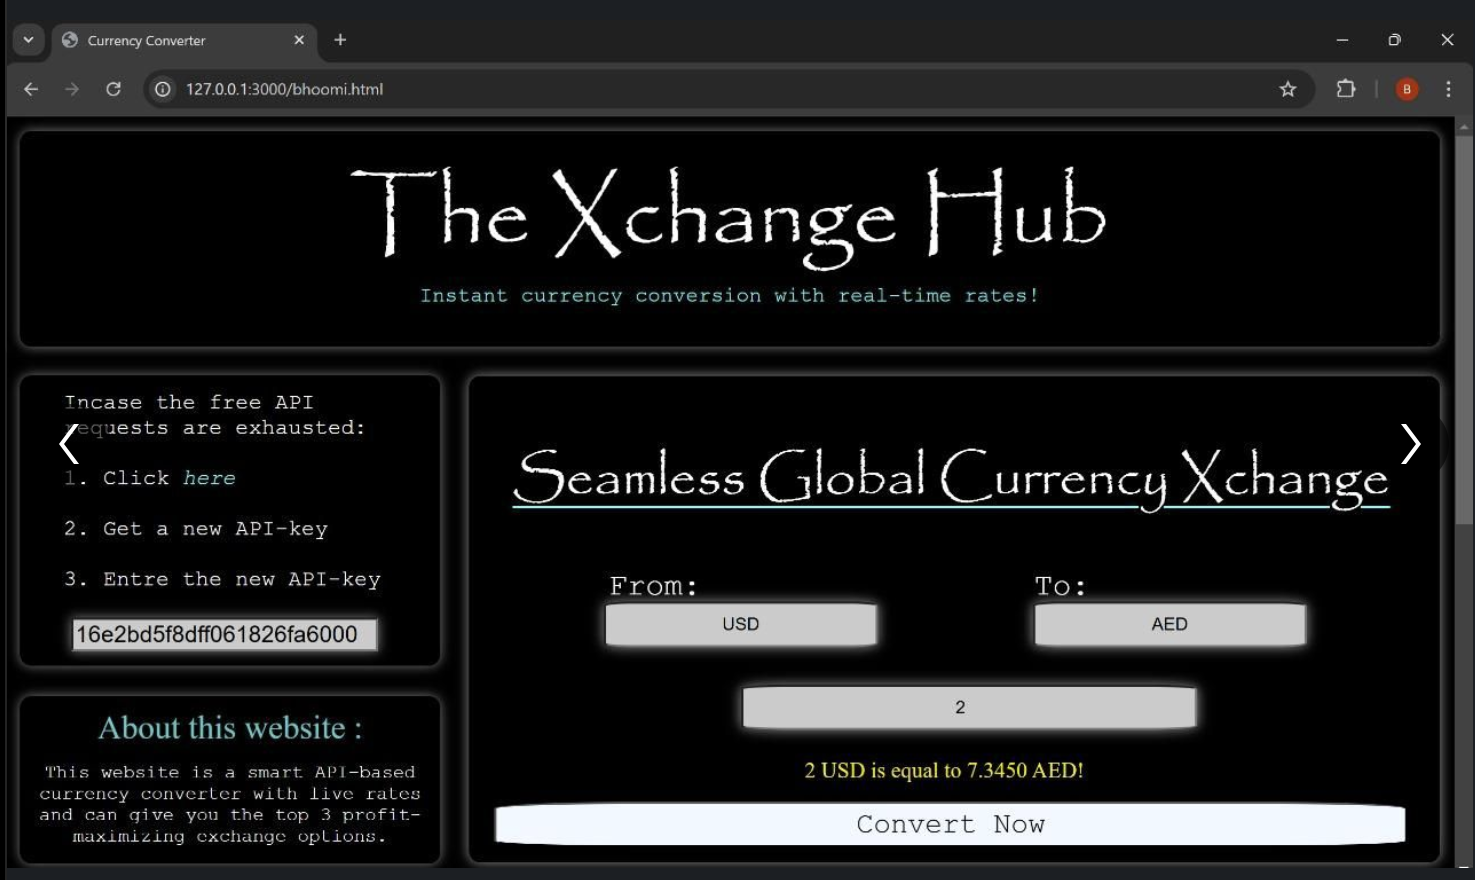 Currency Converter
127.0.0.1:3000/bhoomi.html
B
The Xchange Hub
Instant currency conversion with real-time rates!
Incase the free API
requests are exhausted:
1. Click here
2. Get a new API-key
3. Entre the new API-key
16e2bd5f8dff061826fa6000
About this website :
This website is a smart API-based
currency converter with live rates
and can give you the top 3 profit-
maximizing exchange options.
Seamless Global Currency Xchange
From:
To:
USD
AED
2
2 USD is equal to 7.3450 AED!
Convert Now